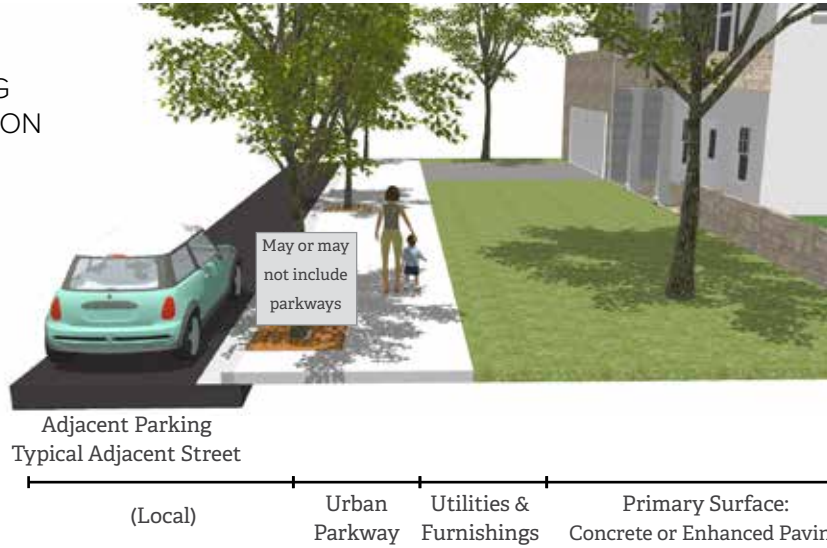 G
ON
May or may
not include
parkways
Adjacent Parking
Typical Adjacent Street
(Local)
Urban
Parkway
Utilities &
Furnishings
Primary Surface:
Concrete or Enhanced Pavin